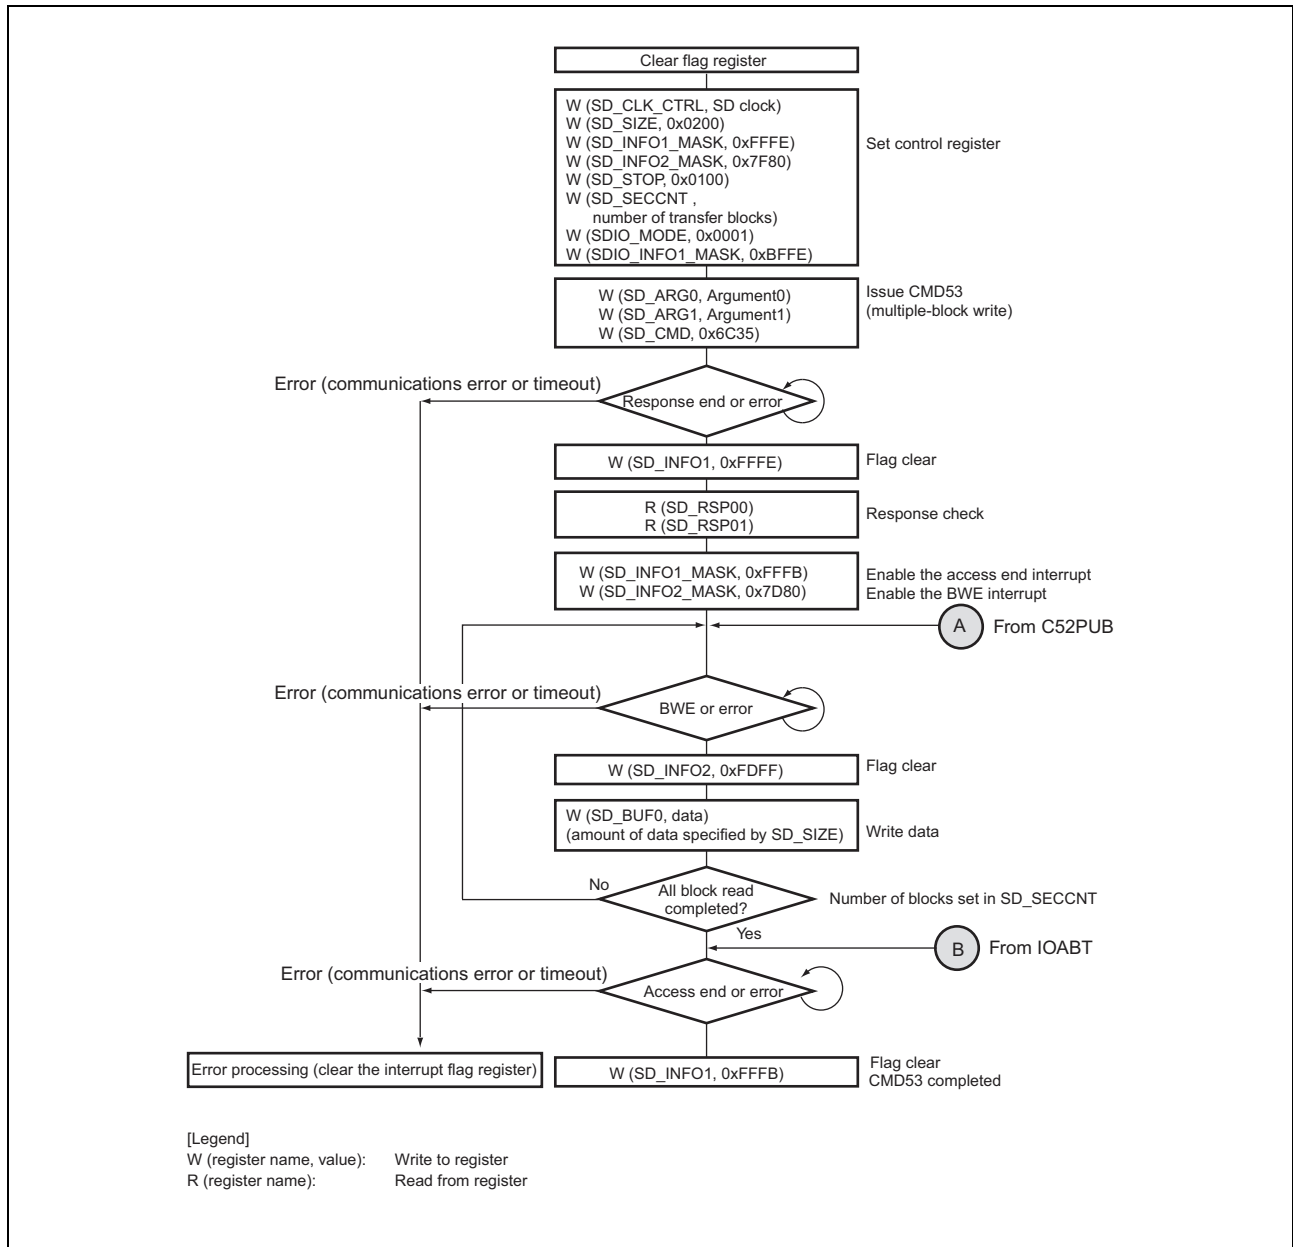 Clear flag register
W (SD_CLK_CTRL, SD clock)
W (SD_SIZE, 0x0200)
W (SD_INFO1_MASK, 0xFFFE)
W (SD_INFO2_MASK, 0x7F80)
W (SD_STOP, 0x0100)
W (SD_SECCNT ,
number of transfer blocks)
W (SDIO_MODE, 0x0001)
W (SDIO_INFO1_MASK, 0xBFFE)
Set control register
W (SD_ARG0, Argument0)
W (SD_ARG1, Argument1)
W (SD_CMD, 0x6C35)
Issue CMD53
(multiple-block write)
Error (communications error or timeout)
Response end or error
W (SD_INFO1, 0xFFFE)
Flag clear
R (SD_RSP00)
R (SD_RSP01)
Response check
W (SD_INFO1_MASK, 0xFFFB)
W (SD_INFO2_MASK, 0x7D80)
Enable the access end interrupt
Enable the BWE interrupt
A
From C52PUB
Error (communications error or timeout)
BWE or error
W (SD_INFO2, 0xFDFF)
Flag clear
W (SD_BUF0, data)
(amount of data specified by SD_SIZE)
Write data
No
All block read
completed?
Number of blocks set in SD_SECCNT
Yes
B
From IOABT
Error (communications error or timeout)
Access end or error
Error processing (clear the interrupt flag register)
W (SD_INFO1, 0xFFFB)
Flag clear
CMD53 completed
[Legend]
W (register name, value): Write to register
R (register name): Read from register